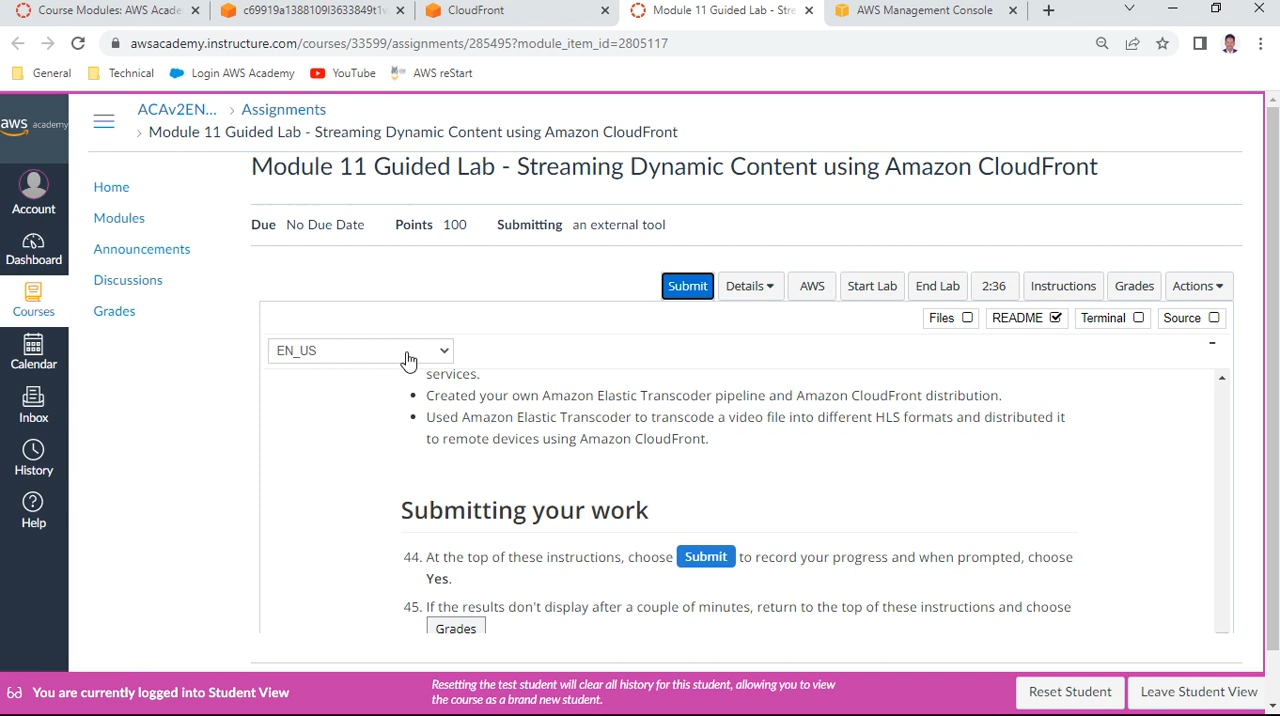 Course Modules: AWS Aca
c69919a1388109l3633849t1
CloudFront
Module 11 Guided Lab - Stre
AWS Management Console
awsacademy.instructure.com/courses/33599/assignments/285495?module_item_id=2805117
General
Technical
Login AWS Academy
YouTube
AWS reStart
aws academy
ACAv2EN... > Assignments
> Module 11 Guided Lab - Streaming Dynamic Content using Amazon CloudFront
Account
Dashboard
Courses
Calendar
Inbox
History
Help
Home
Modules
Announcements
Discussions
Grades
Module 11 Guided Lab - Streaming Dynamic Content using Amazon CloudFront
Due No Due Date Points 100 Submitting an external tool
Submit Details AWS Start Lab End Lab 2:36 Instructions Grades Actions
Files README Terminal Source
EN_US
services.
• Created your own Amazon Elastic Transcoder pipeline and Amazon CloudFront distribution.
• Used Amazon Elastic Transcoder to transcode a video file into different HLS formats and distributed it
to remote devices using Amazon CloudFront.
Submitting your work
44. At the top of these instructions, choose Submit to record your progress and when prompted, choose
Yes.
45. If the results don't display after a couple of minutes, return to the top of these instructions and choose
Grades
You are currently logged into Student View
Resetting the test student will clear all history for this student, allowing you to view
the course as a brand new student.
Reset Student
Leave Student View